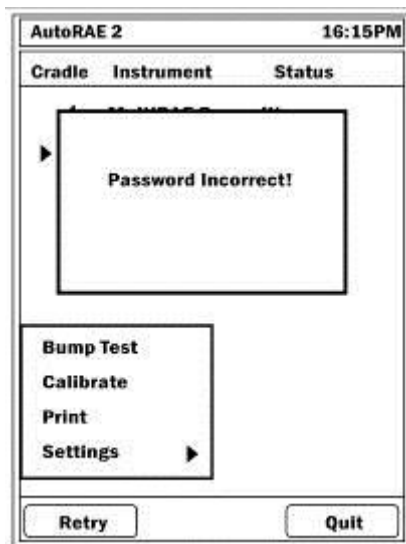 AutoRAE 2 16:15PM
Cradle Instrument Status
Password Incorrect!
Bump Test
Calibrate
Print
Settings
Retry Quit